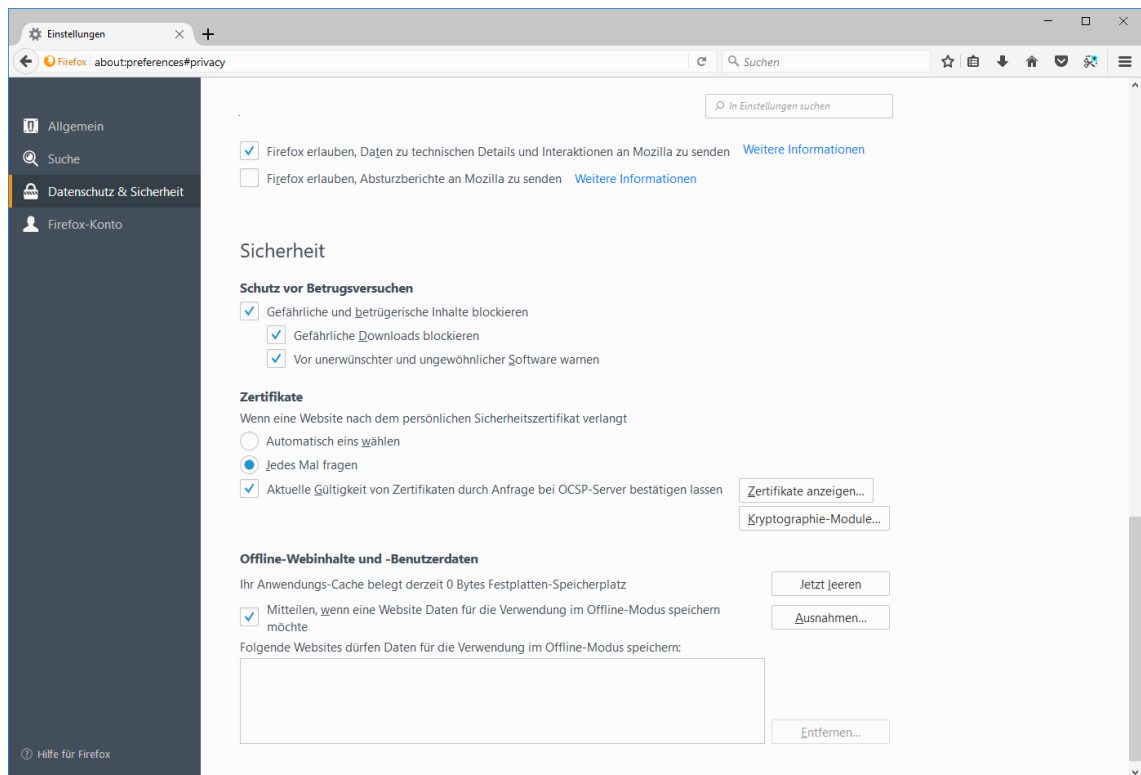 Einstellungen
Firefox about:preferences#privacy
Suchen
In Einstellungen suchen
Allgemein
Suche
Datenschutz & Sicherheit
Firefox-Konto
Firefox erlauben, Daten zu technischen Details und Interaktionen an Mozilla zu senden Weitere Informationen
Firefox erlauben, Absturzberichte an Mozilla zu senden Weitere Informationen
Sicherheit
Schutz vor Betrugsversuchen
Gefährliche und betrügerische Inhalte blockieren
Gefährliche Downloads blockieren
Vor unerwünschter und ungewöhnlicher Software warnen
Zertifikate
Wenn eine Website nach dem persönlichen Sicherheitszertifikat verlangt
Automatisch eins wählen
Jedes Mal fragen
Aktuelle Gültigkeit von Zertifikaten durch Anfrage bei OCSP-Server bestätigen lassen Zertifikate anzeigen...
Kryptographie-Module...
Offline-Webinhalte und -Benutzerdaten
Ihr Anwendungs-Cache belegt derzeit 0 Bytes Festplatten-Speicherplatz Jetzt leeren
Mitteilen, wenn eine Website Daten für die Verwendung im Offline-Modus speichern
möchte
Ausnahmen...
Folgende Websites dürfen Daten für die Verwendung im Offline-Modus speichern:
Entfernen...
Hilfe für Firefox